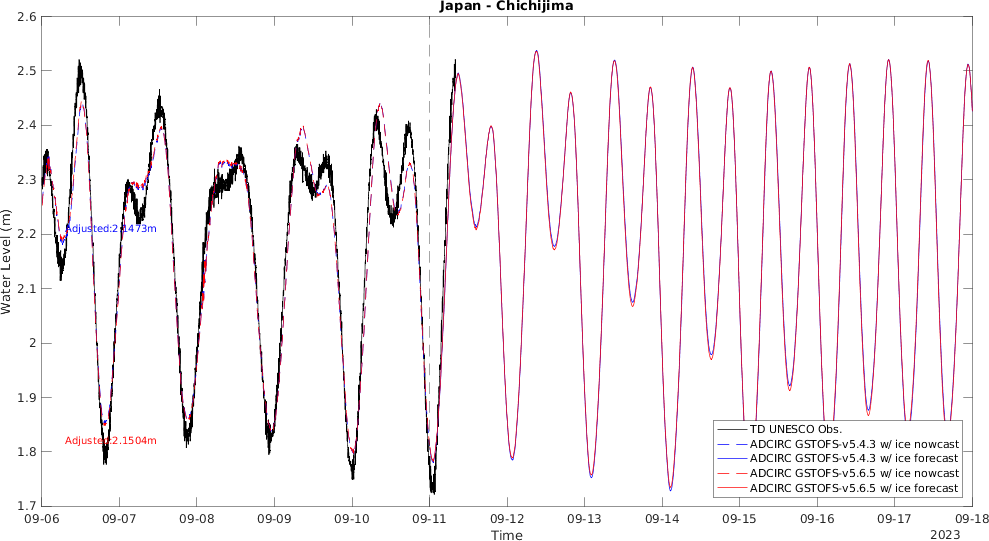 Japan - Chichijima
Water Level (m)
2.6
2.5
2.4
2.3
2.2
2.1
2
1.9
1.8
1.7
Adjusted:2.1473m
Adjusted:2.1504m
TD UNESCO Obs.
ADCIRC GSTOFS-v5.4.3 w/ ice nowcast
ADCIRC GSTOFS-v5.4.3 w/ ice forecast
ADCIRC GSTOFS-v5.6.5 w/ ice nowcast
ADCIRC GSTOFS-v5.6.5 w/ ice forecast
09-06 09-07 09-08 09-09 09-10 09-11 09-12 09-13 09-14 09-15 09-16 09-17 09-18
Time
2023